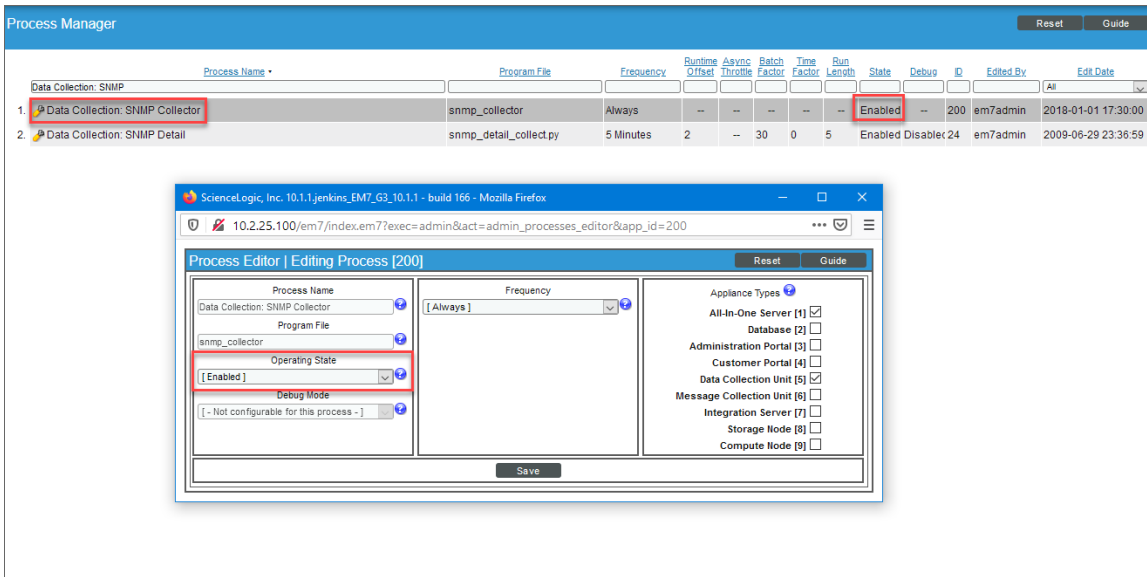 Process Manager
Reset Guide
Process Name • Program File Frequency Runtime Offset Async Throttle Batch Factor Time Factor Run Length State Debug ID Edited By Edit Date
Data Collection: SNMP All
1. Data Collection: SNMP Collector snmp_collector Always -- -- -- -- -- Enabled -- 200 em7admin 2018-01-01 17:30:00
2. Data Collection: SNMP Detail snmp_detail_collect.py 5 Minutes 2 -- 30 0 5 Enabled Disablec 24 em7admin 2009-06-29 23:36:59
ScienceLogic, Inc. 10.1.1.jenkins_EM7_G3_10.1.1 - build 166 - Mozilla Firefox
10.2.25.100/em7/index.em7?exec=admin&act=admin_processes_editor&app_id=200
Process Editor | Editing Process [200]
Reset Guide
Process Name
Data Collection: SNMP Collector
Program File
snmp_collector
Operating State
[ Enabled ]
Debug Mode
[ - Not configurable for this process - ]
Frequency
[ Always ]
Appliance Types
All-In-One Server [1]
Database [2]
Administration Portal [3]
Customer Portal [4]
Data Collection Unit [5]
Message Collection Unit [6]
Integration Server [7]
Storage Node [8]
Compute Node [9]
Save